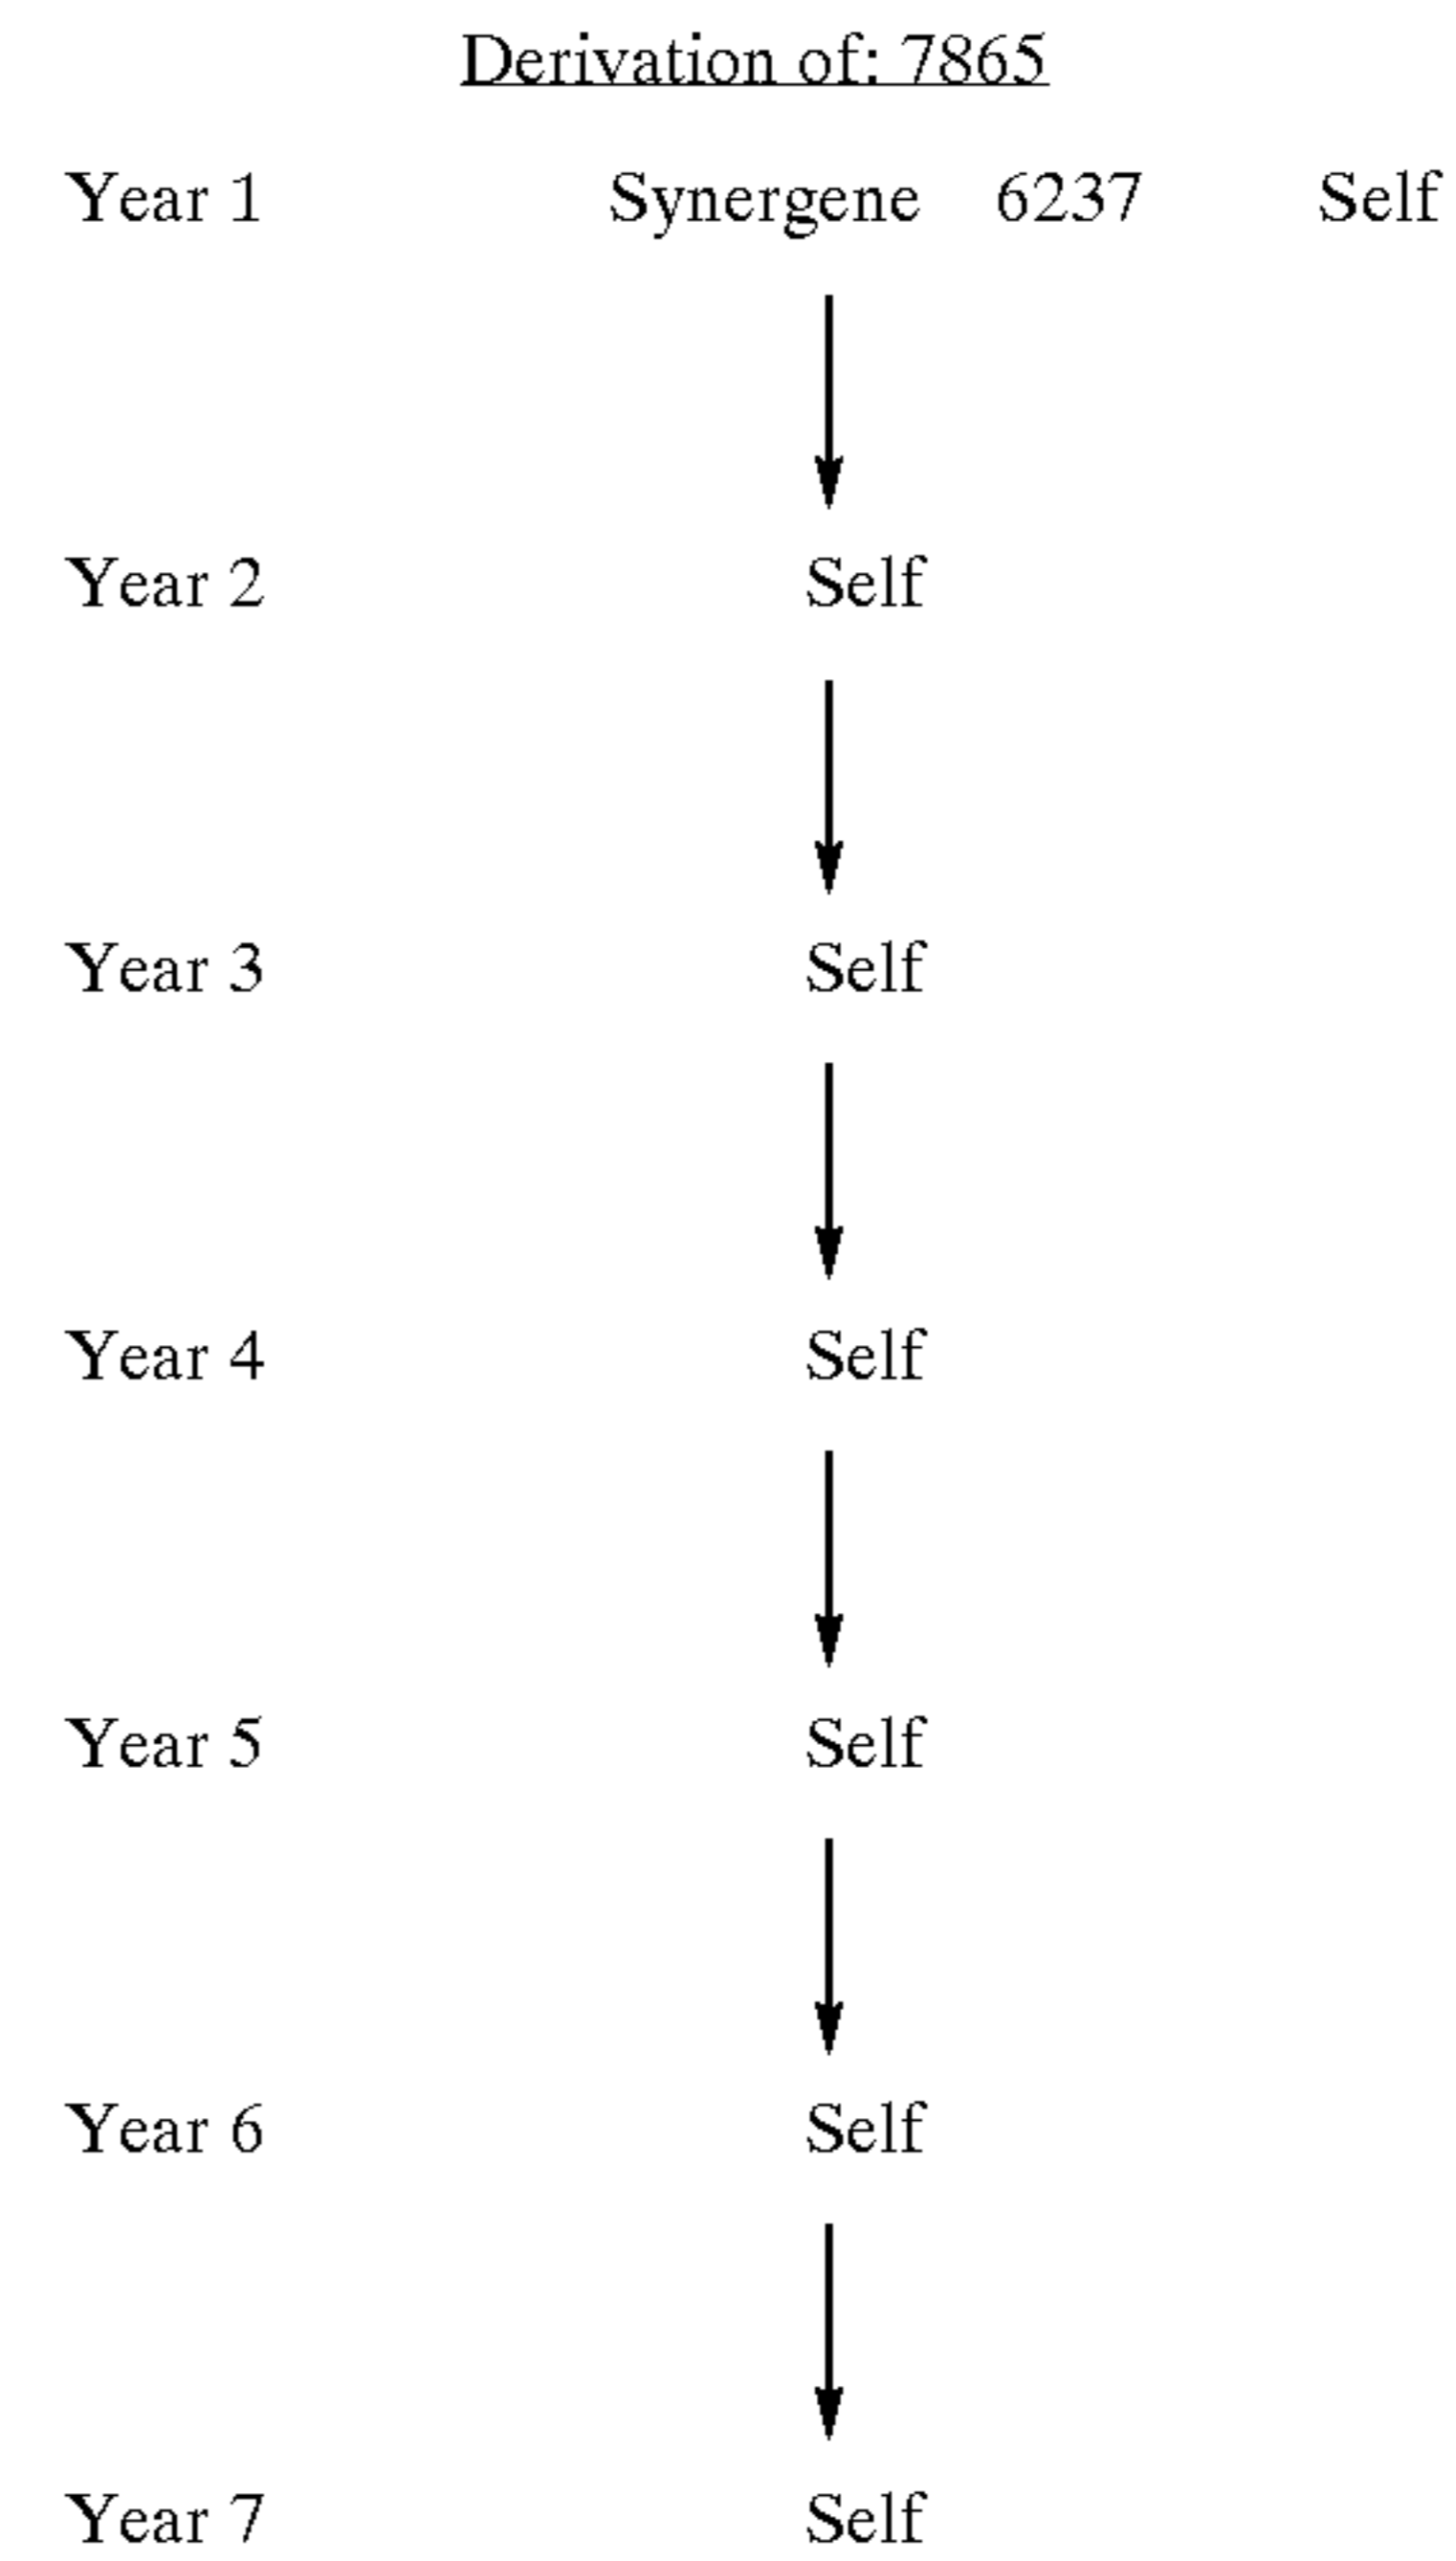 Derivation of: 7865
Year 1 Synergene 6237 Self
Year 2 Self
Year 3 Self
Year 4 Self
Year 5 Self
Year 6 Self
Year 7 Self